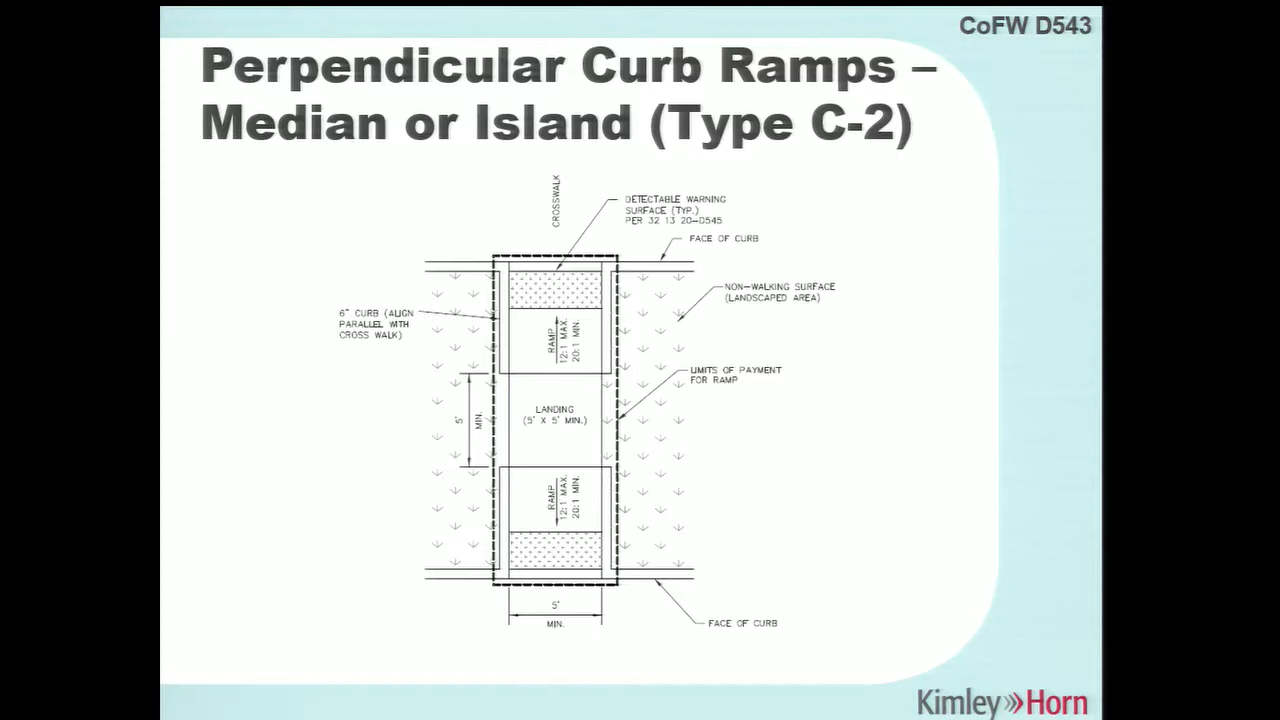 CoFW D543
Perpendicular Curb Ramps –
Median or Island (Type C-2)
CROSSWALK
DETECTABLE WARNING
SURFACE (TYP.)
PER 32 13 20-D545
FACE OF CURB
NON-WALKING SURFACE
(LANDSCAPED AREA)
6" CURB (ALIGN
PARALLEL WITH
CROSS WALK)
RAMP
12:1 MAX.
20:1 MIN.
LIMITS OF PAYMENT
FOR RAMP
5'
MIN.
LANDING
(5' X 5' MIN.)
RAMP
12:1 MAX.
20:1 MIN.
5'
MIN.
FACE OF CURB
Kimley»Horn